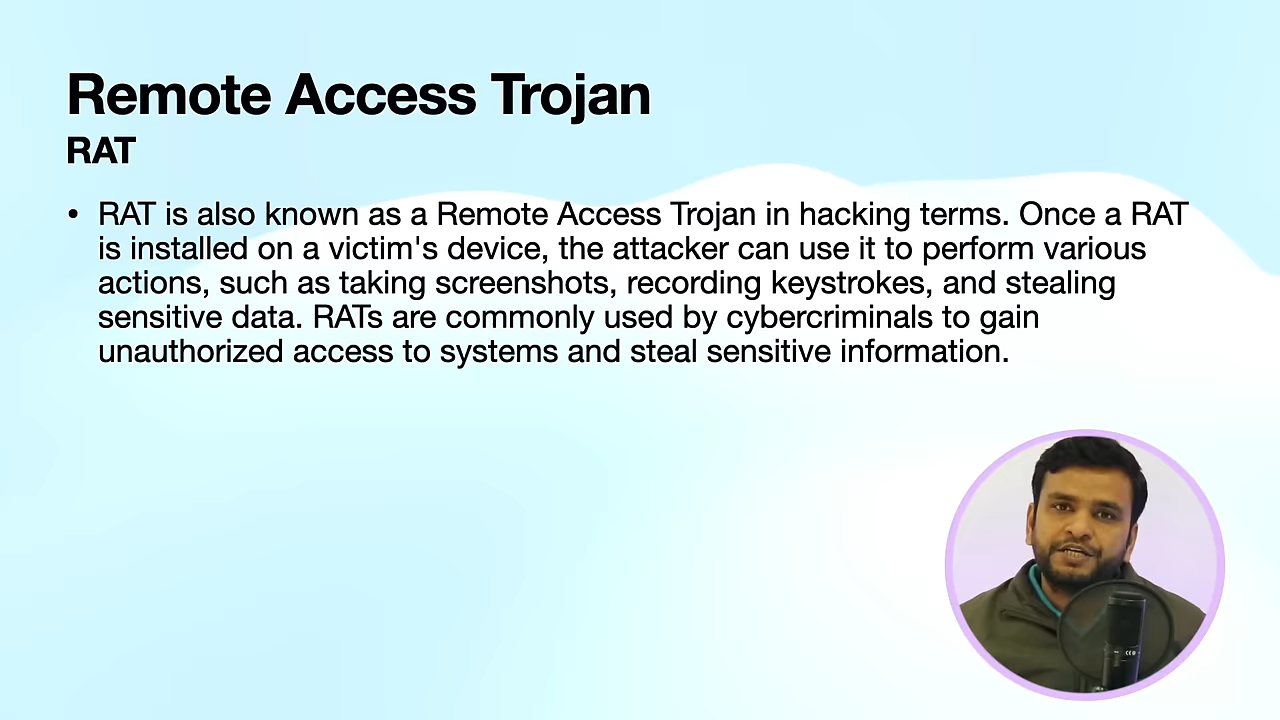 Remote Access Trojan
RAT
• RAT is also known as a Remote Access Trojan in hacking terms. Once a RAT
is installed on a victim's device, the attacker can use it to perform various
actions, such as taking screenshots, recording keystrokes, and stealing
sensitive data. RATs are commonly used by cybercriminals to gain
unauthorized access to systems and steal sensitive information.